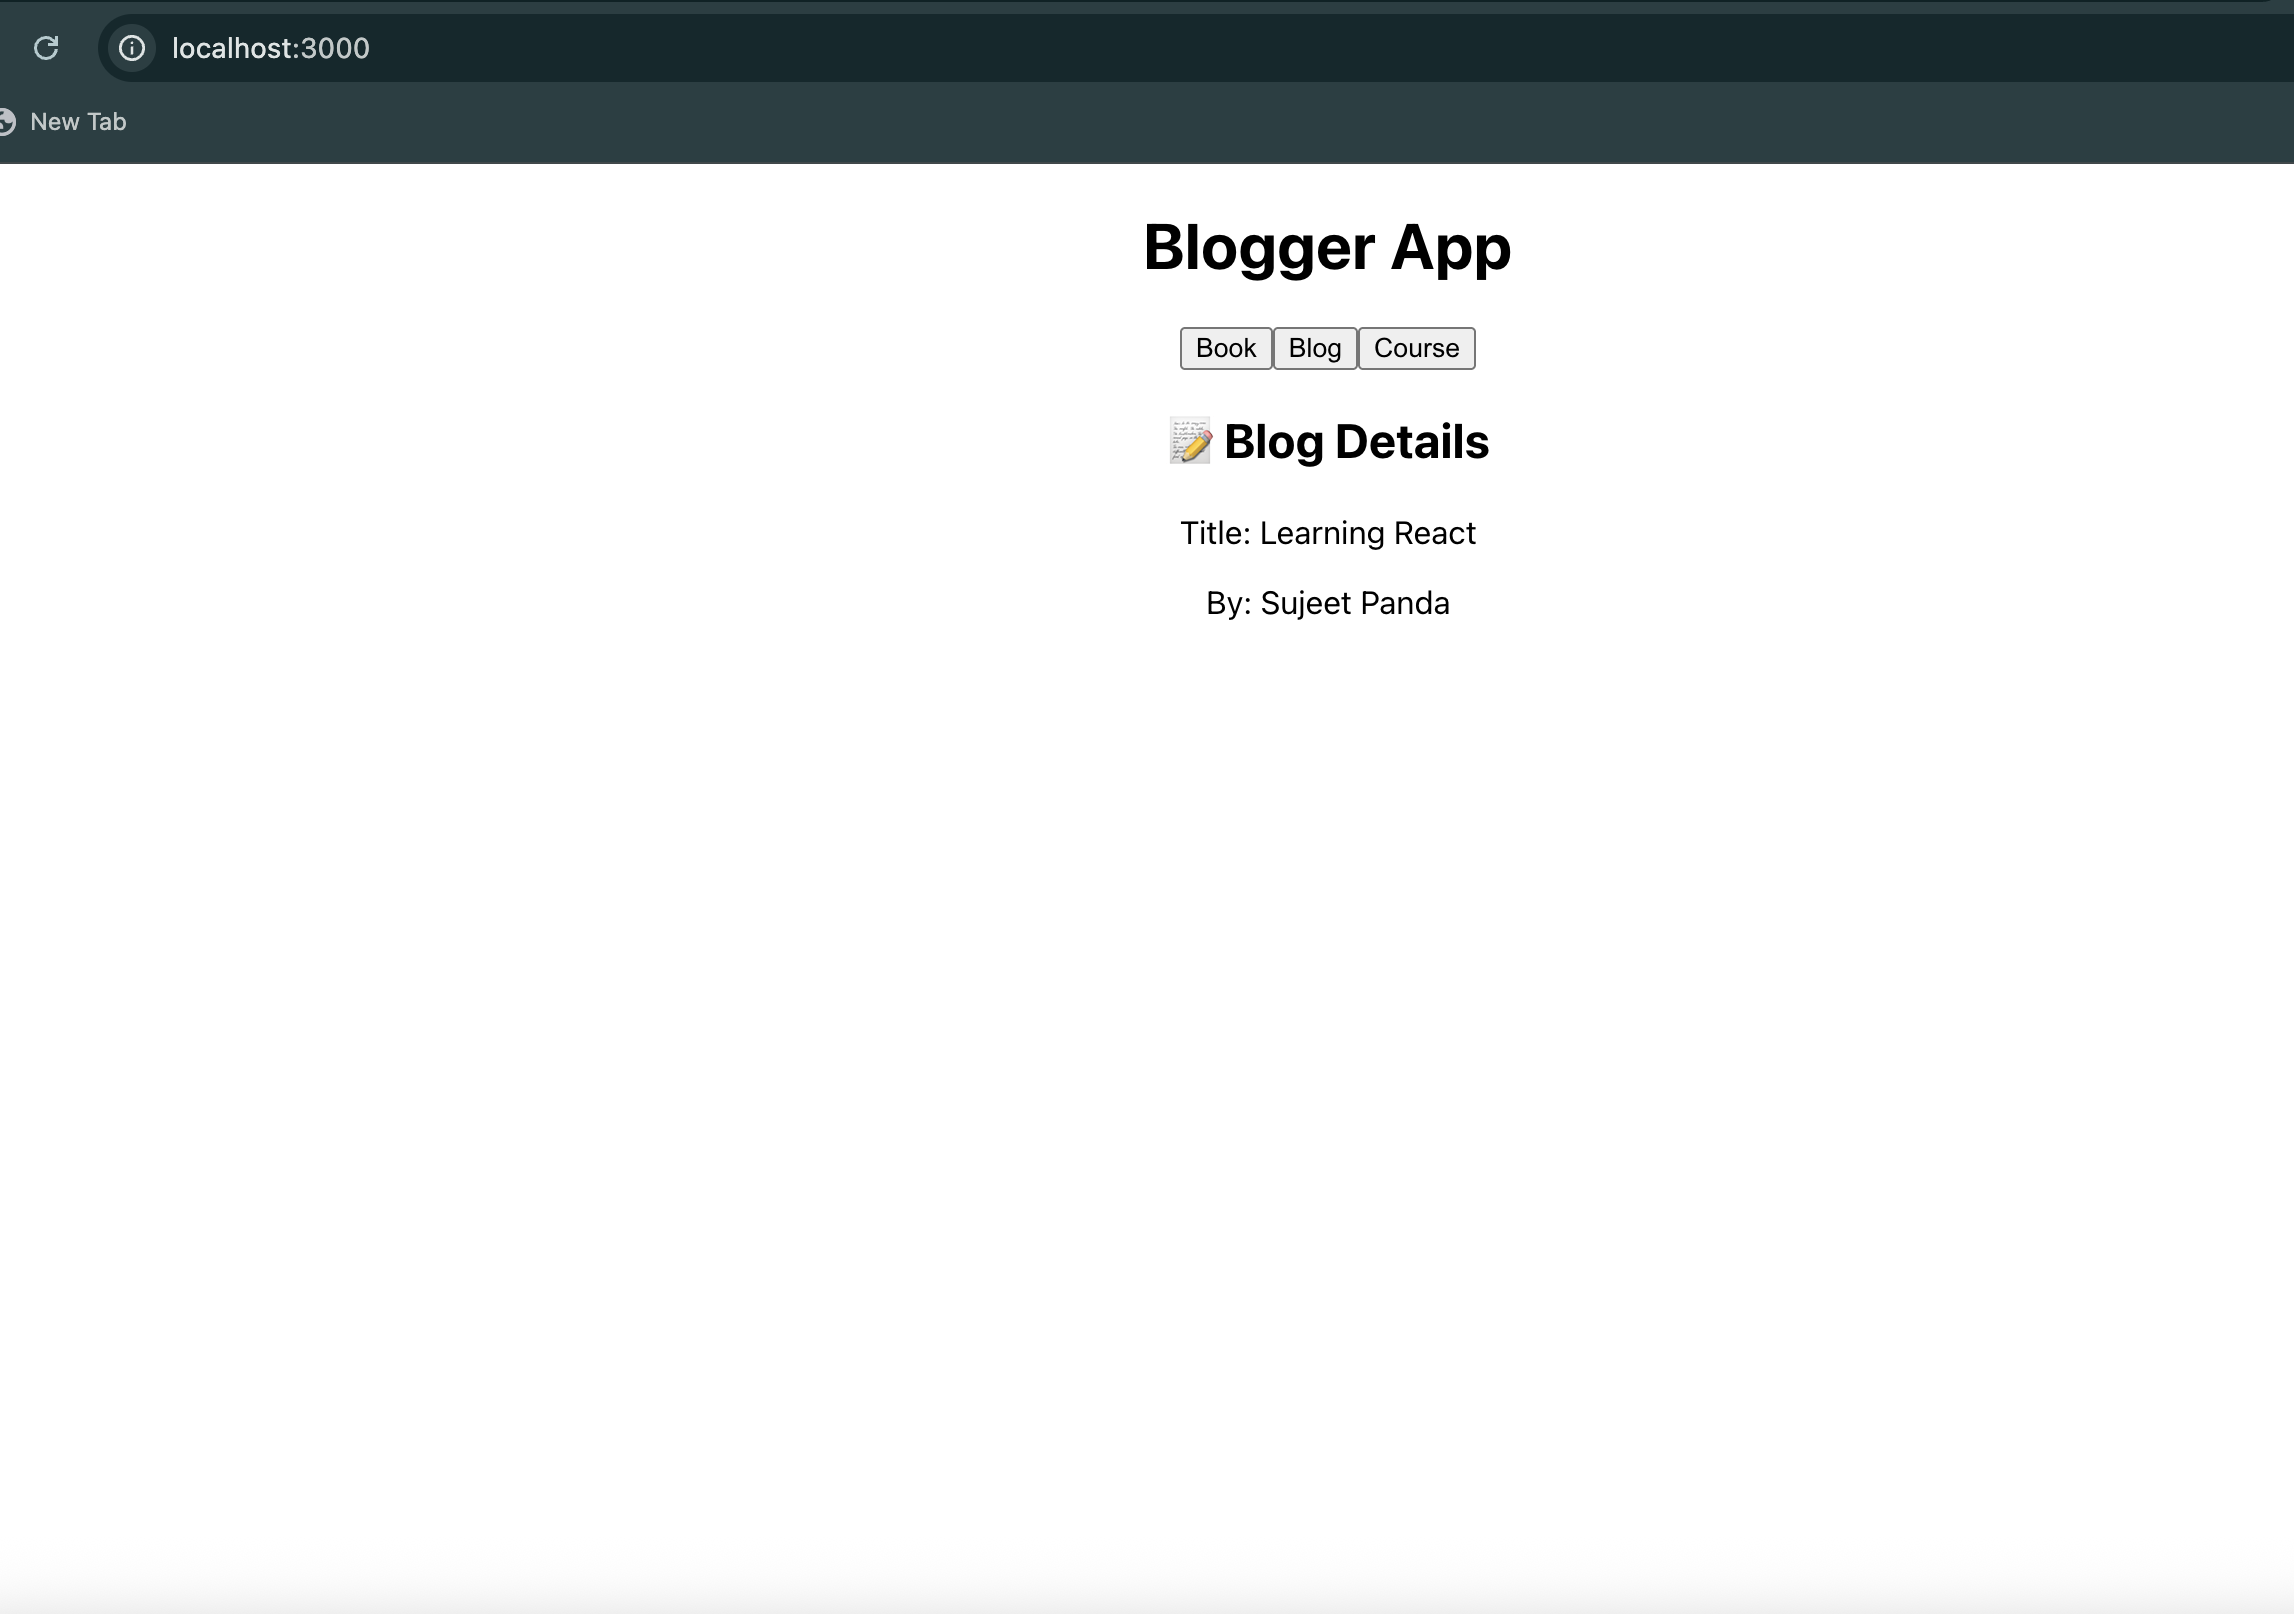 localhost:3000
New Tab
Blogger App
Book Blog Course
📝 Blog Details
Title: Learning React
By: Sujeet Panda